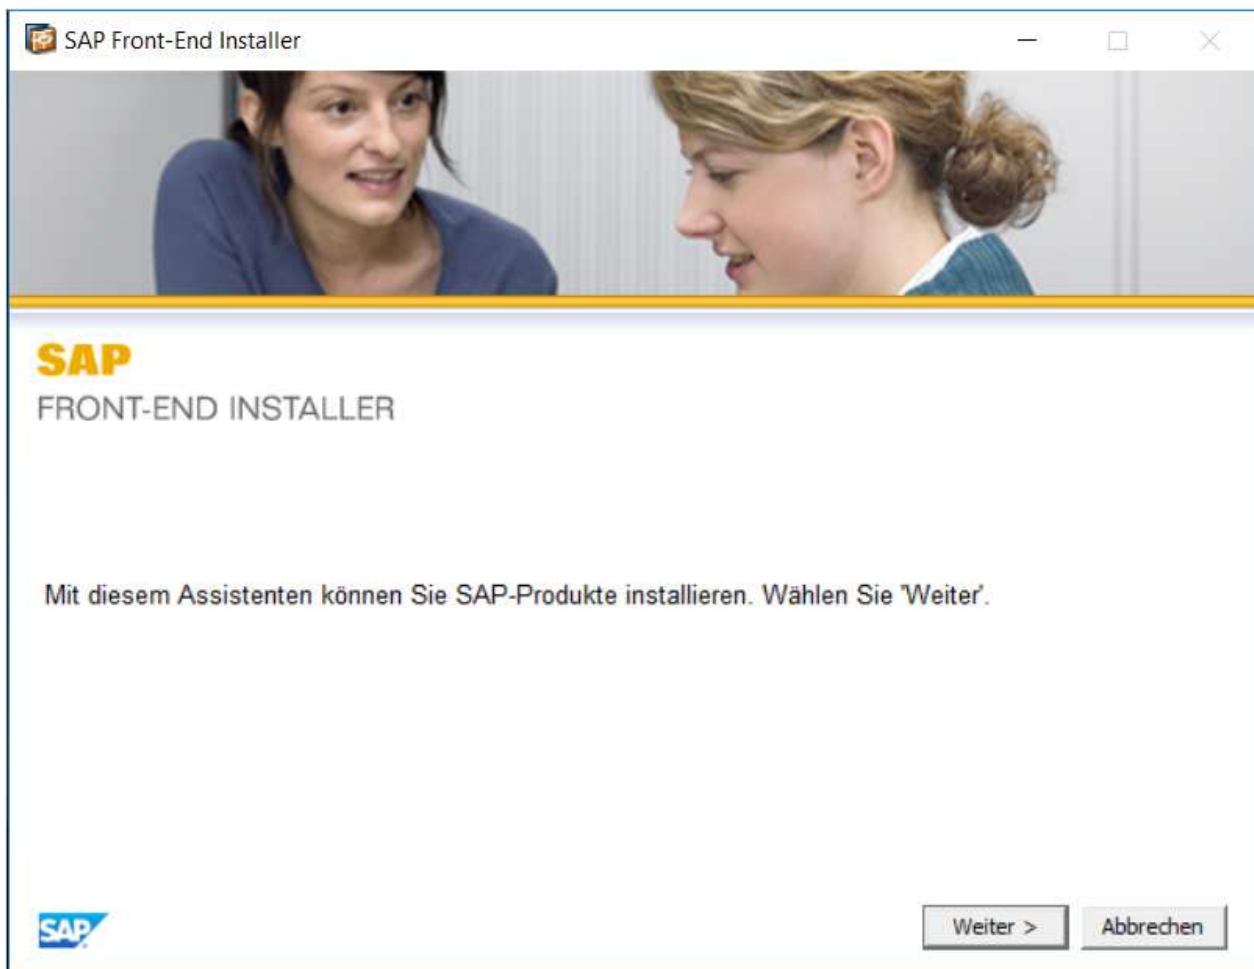 SAP Front-End Installer
SAP
FRONT-END INSTALLER
Mit diesem Assistenten können Sie SAP-Produkte installieren. Wählen Sie 'Weiter'.
SAP
Weiter >
Abbrechen